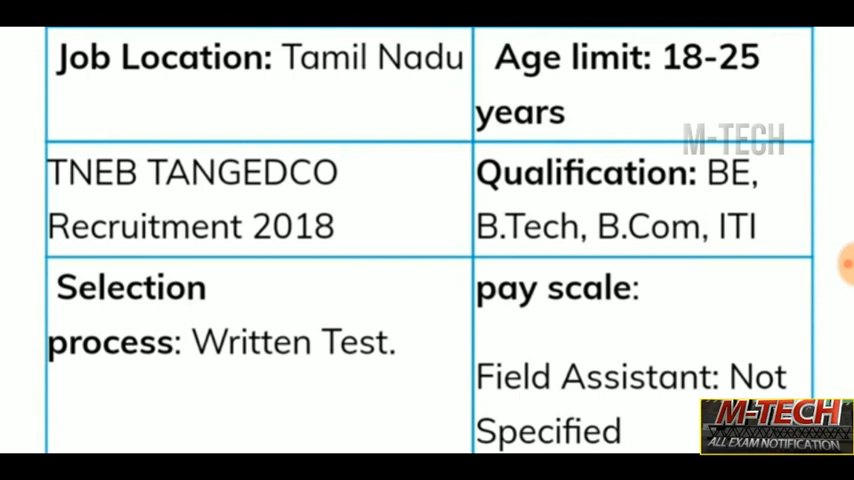 Job Location: Tamil Nadu
Age limit: 18-25
years
M-TECH
TNEB TANGEDCO
Recruitment 2018
Qualification: BE,
B.Tech, B.Com, ITI
Selection
process: Written Test.
pay scale:
Field Assistant: Not
Specified
M-TECH
ALL EXAM NOTIFICATION